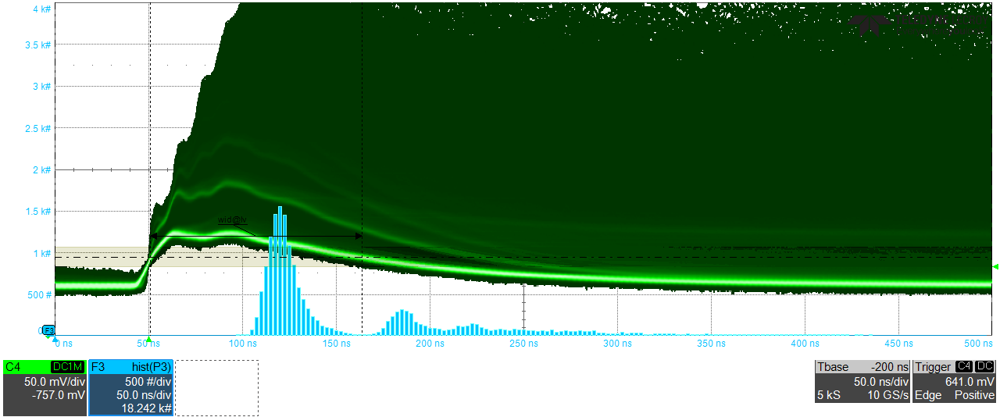 4 k#
3.5 k#
3 k#
2.5 k#
2 k#
1.5 k#
wid@lv
1 k#
500 #
0 #
F3
0 ns 50 ns 100 ns 150 ns 200 ns 250 ns 300 ns 350 ns 400 ns 450 ns 500 ns
C4 DC1M
50.0 mV/div
-757.0 mV
F3 hist(P3)
500 #/div
50.0 ns/div
18.242 k#
Tbase -200 ns
50.0 ns/div
5 kS 10 GS/s
Trigger C4 DC
641.0 mV
Edge Positive